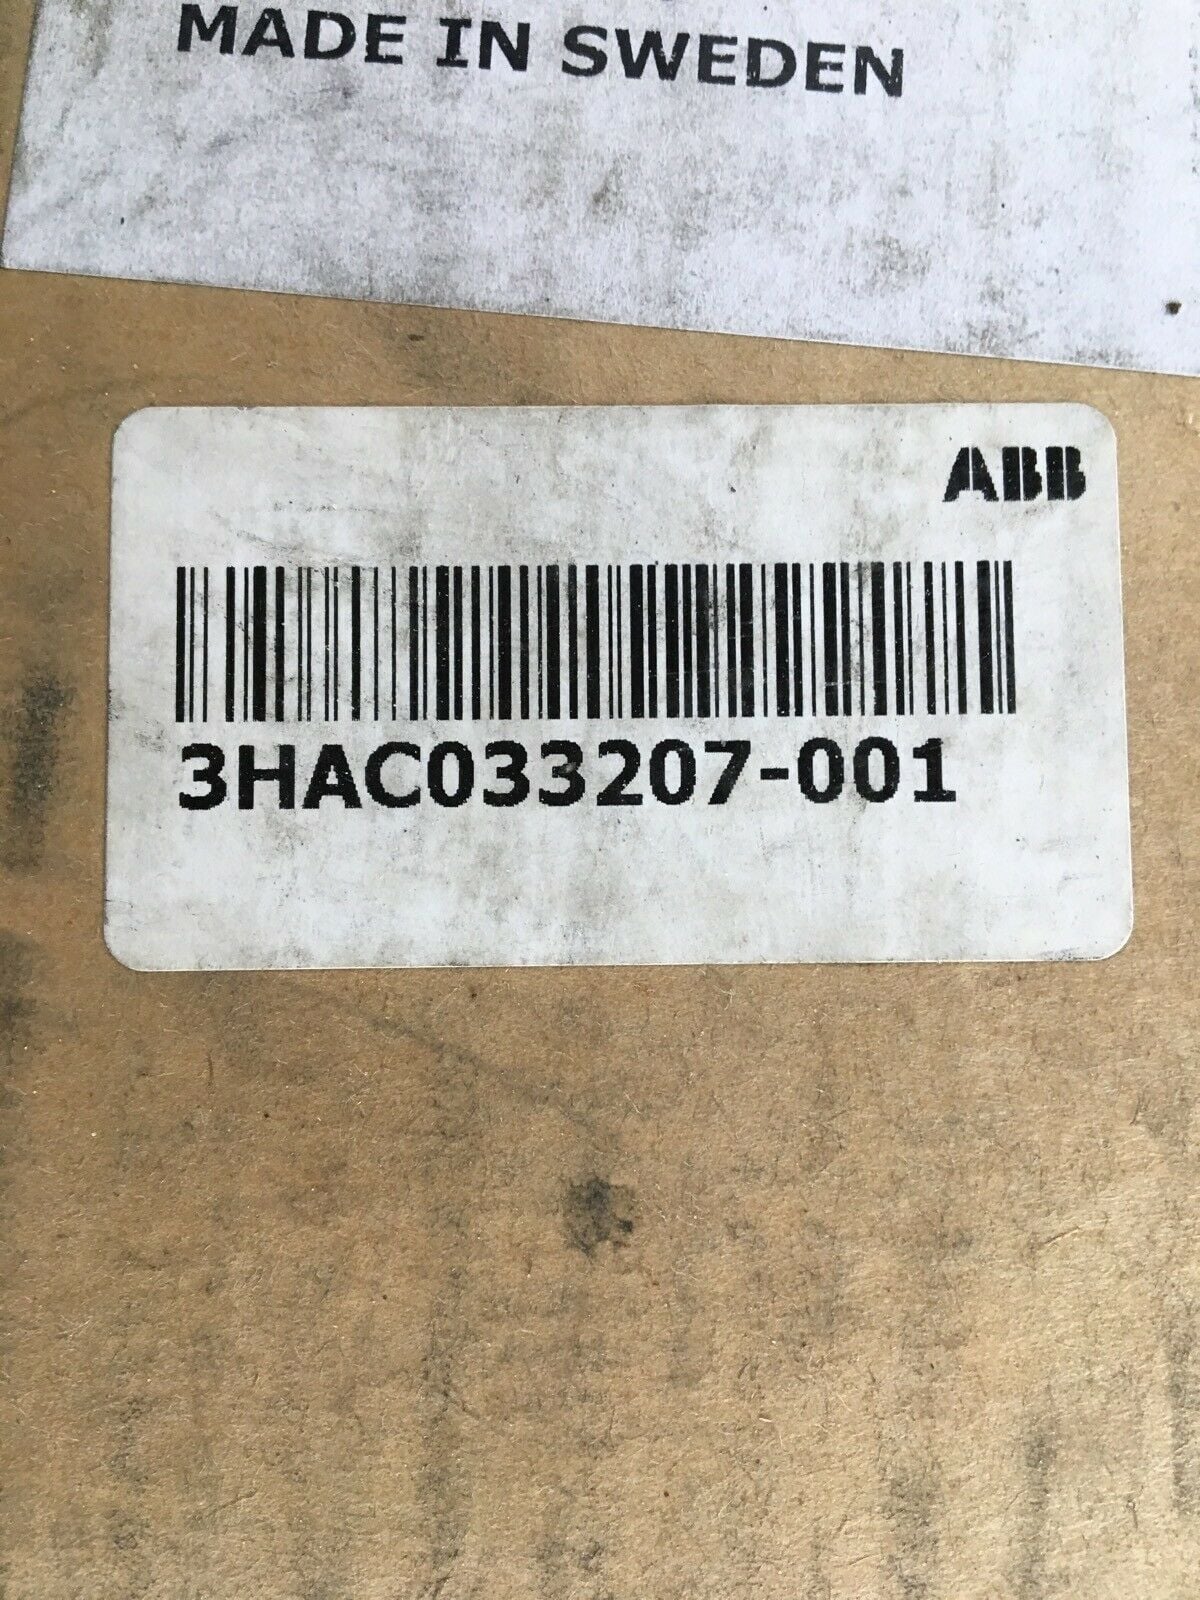 MADE IN SWEDEN
ABB
3HAC033207-001